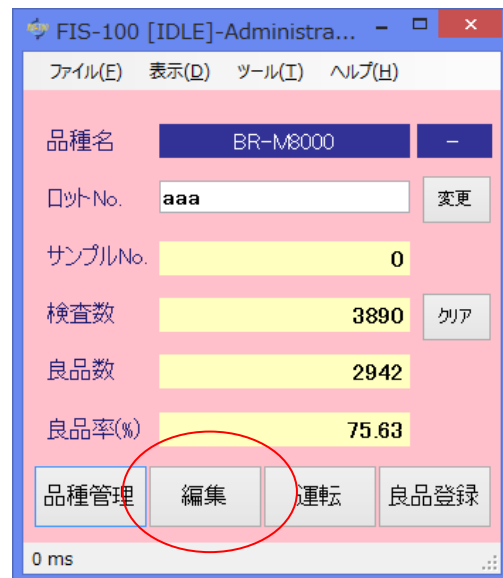 FIS-100 [IDLE]-Administra...
ファイル(F) 表示(D) ツール(T) ヘルプ(H)
品種名 BR-M8000 －
ロットNo. aaa 変更
サンプルNo. 0
検査数 3890 クリア
良品数 2942
良品率(%) 75.63
品種管理 編集 運転 良品登録
0 ms